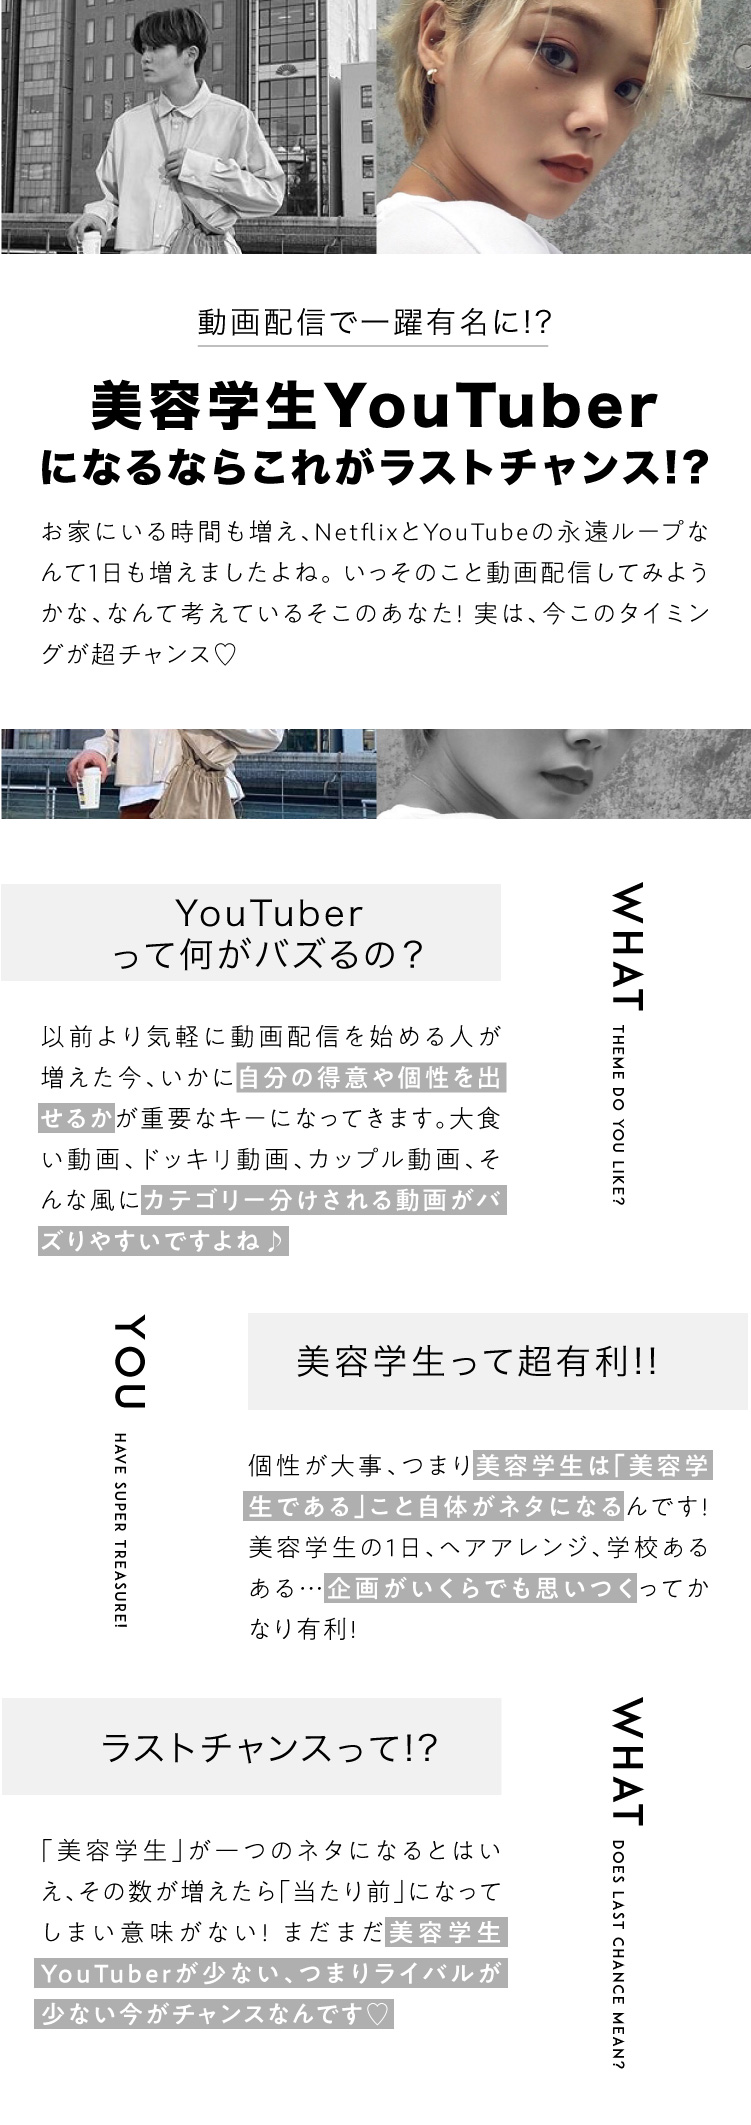 動画配信で一躍有名に!?
美容学生YouTuber
になるならこれがラストチャンス!?
お家にいる時間も増え、NetflixとYouTubeの永遠ループな
んて1日も増えましたよね。いっそのこと動画配信してみよう
かな、なんて考えているそこのあなた! 実は、今このタイミン
グが超チャンス♡
YouTuber
って何がバズるの?
WHAT THEME DO YOU LIKE?
以前より気軽に動画配信を始める人が
増えた今、いかに自分の得意や個性を出
せるかが重要なキーになってきます。大食
い動画、ドッキリ動画、カップル動画、そ
んな風にカテゴリー分けされる動画がバ
ズりやすいですよね♪
YOU HAVE SUPER TREASURE!
美容学生って超有利!!
個性が大事、つまり美容学生は「美容学
生である」こと自体がネタになるんです!
美容学生の1日、ヘアアレンジ、学校ある
ある…企画がいくらでも思いつくってか
なり有利!
ラストチャンスって!?
WHAT DOES LAST CHANCE MEAN?
「美容学生」が一つのネタになるとはい
え、その数が増えたら「当たり前」になって
しまい意味がない! まだまだ美容学生
YouTuberが少ない、つまりライバルが
少ない今がチャンスなんです♡